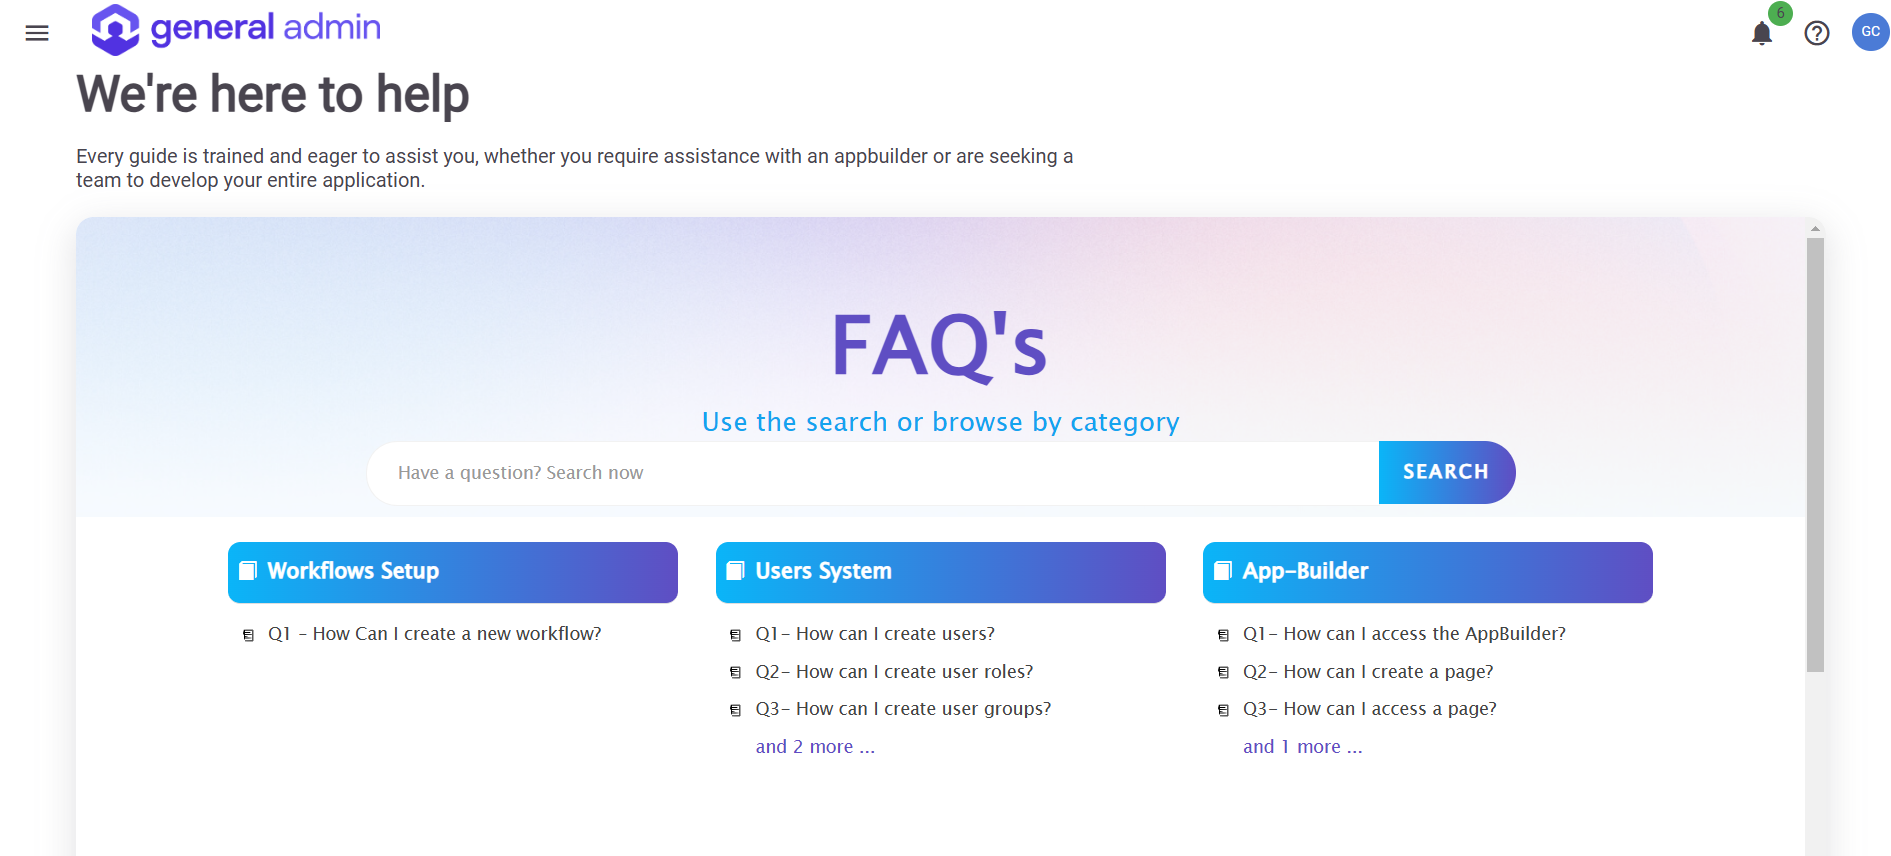 general admin
6
GC
We're here to help
Every guide is trained and eager to assist you, whether you require assistance with an appbuilder or are seeking a
team to develop your entire application.
FAQ's
Use the search or browse by category
Have a question? Search now
SEARCH
Workflows Setup
Q1 - How Can I create a new workflow?
Users System
Q1- How can I create users?
Q2- How can I create user roles?
Q3- How can I create user groups?
and 2 more ...
App-Builder
Q1- How can I access the AppBuilder?
Q2- How can I create a page?
Q3- How can I access a page?
and 1 more ...